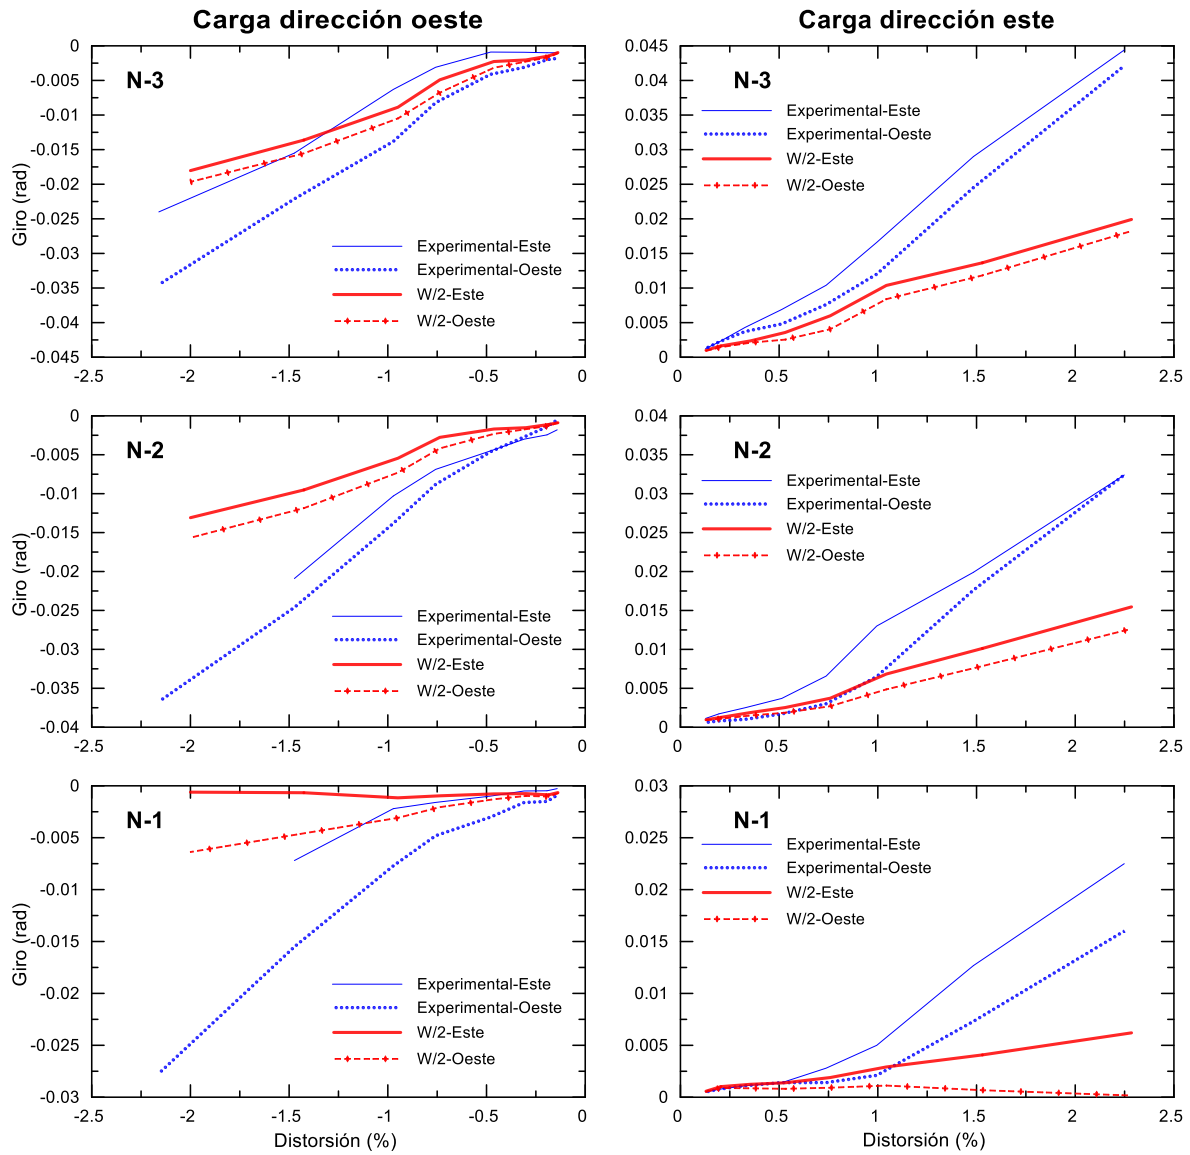 Carga dirección oeste
Carga dirección este
N-3
Giro (rad)
0
-0.005
-0.01
-0.015
-0.02
-0.025
-0.03
-0.035
-0.04
-0.045
-2.5 -2 -1.5 -1 -0.5 0
Experimental-Este
Experimental-Oeste
W/2-Este
W/2-Oeste
N-3
0.045
0.04
0.035
0.03
0.025
0.02
0.015
0.01
0.005
0
0 0.5 1 1.5 2 2.5
Experimental-Este
Experimental-Oeste
W/2-Este
W/2-Oeste
N-2
Giro (rad)
0
-0.005
-0.01
-0.015
-0.02
-0.025
-0.03
-0.035
-0.04
-2.5 -2 -1.5 -1 -0.5 0
Experimental-Este
Experimental-Oeste
W/2-Este
W/2-Oeste
N-2
0.04
0.035
0.03
0.025
0.02
0.015
0.01
0.005
0
0 0.5 1 1.5 2 2.5
Experimental-Este
Experimental-Oeste
W/2-Este
W/2-Oeste
N-1
Giro (rad)
0
-0.005
-0.01
-0.015
-0.02
-0.025
-0.03
-2.5 -2 -1.5 -1 -0.5 0
Distorsión (%)
Experimental-Este
Experimental-Oeste
W/2-Este
W/2-Oeste
N-1
0.03
0.025
0.02
0.015
0.01
0.005
0
0 0.5 1 1.5 2 2.5
Distorsión (%)
Experimental-Este
Experimental-Oeste
W/2-Este
W/2-Oeste